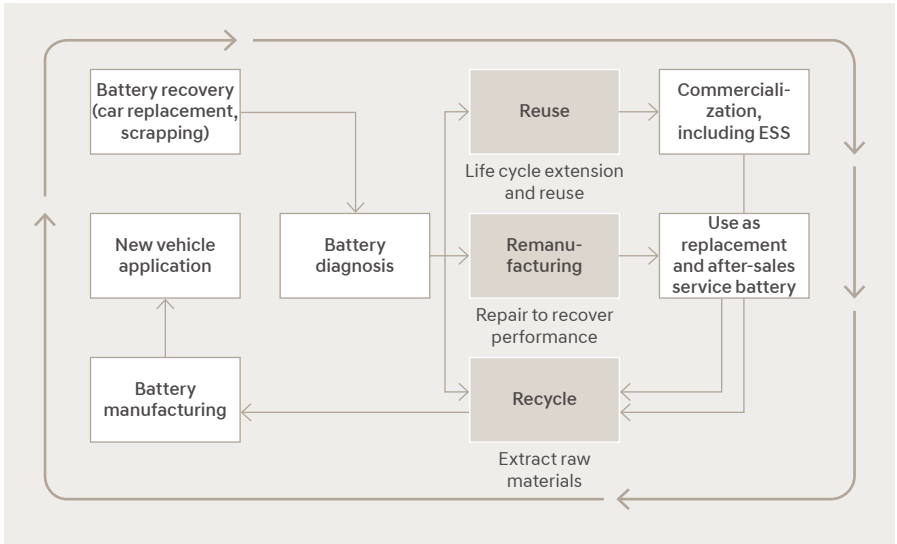 Battery recovery
(car replacement,
scrapping)
Reuse
Commerciali-
zation,
including ESS
Life cycle extension
and reuse
New vehicle
application
Battery
diagnosis
Remanu-
facturing
Use as
replacement
and after-sales
service battery
Repair to recover
performance
Battery
manufacturing
Recycle
Extract raw
materials